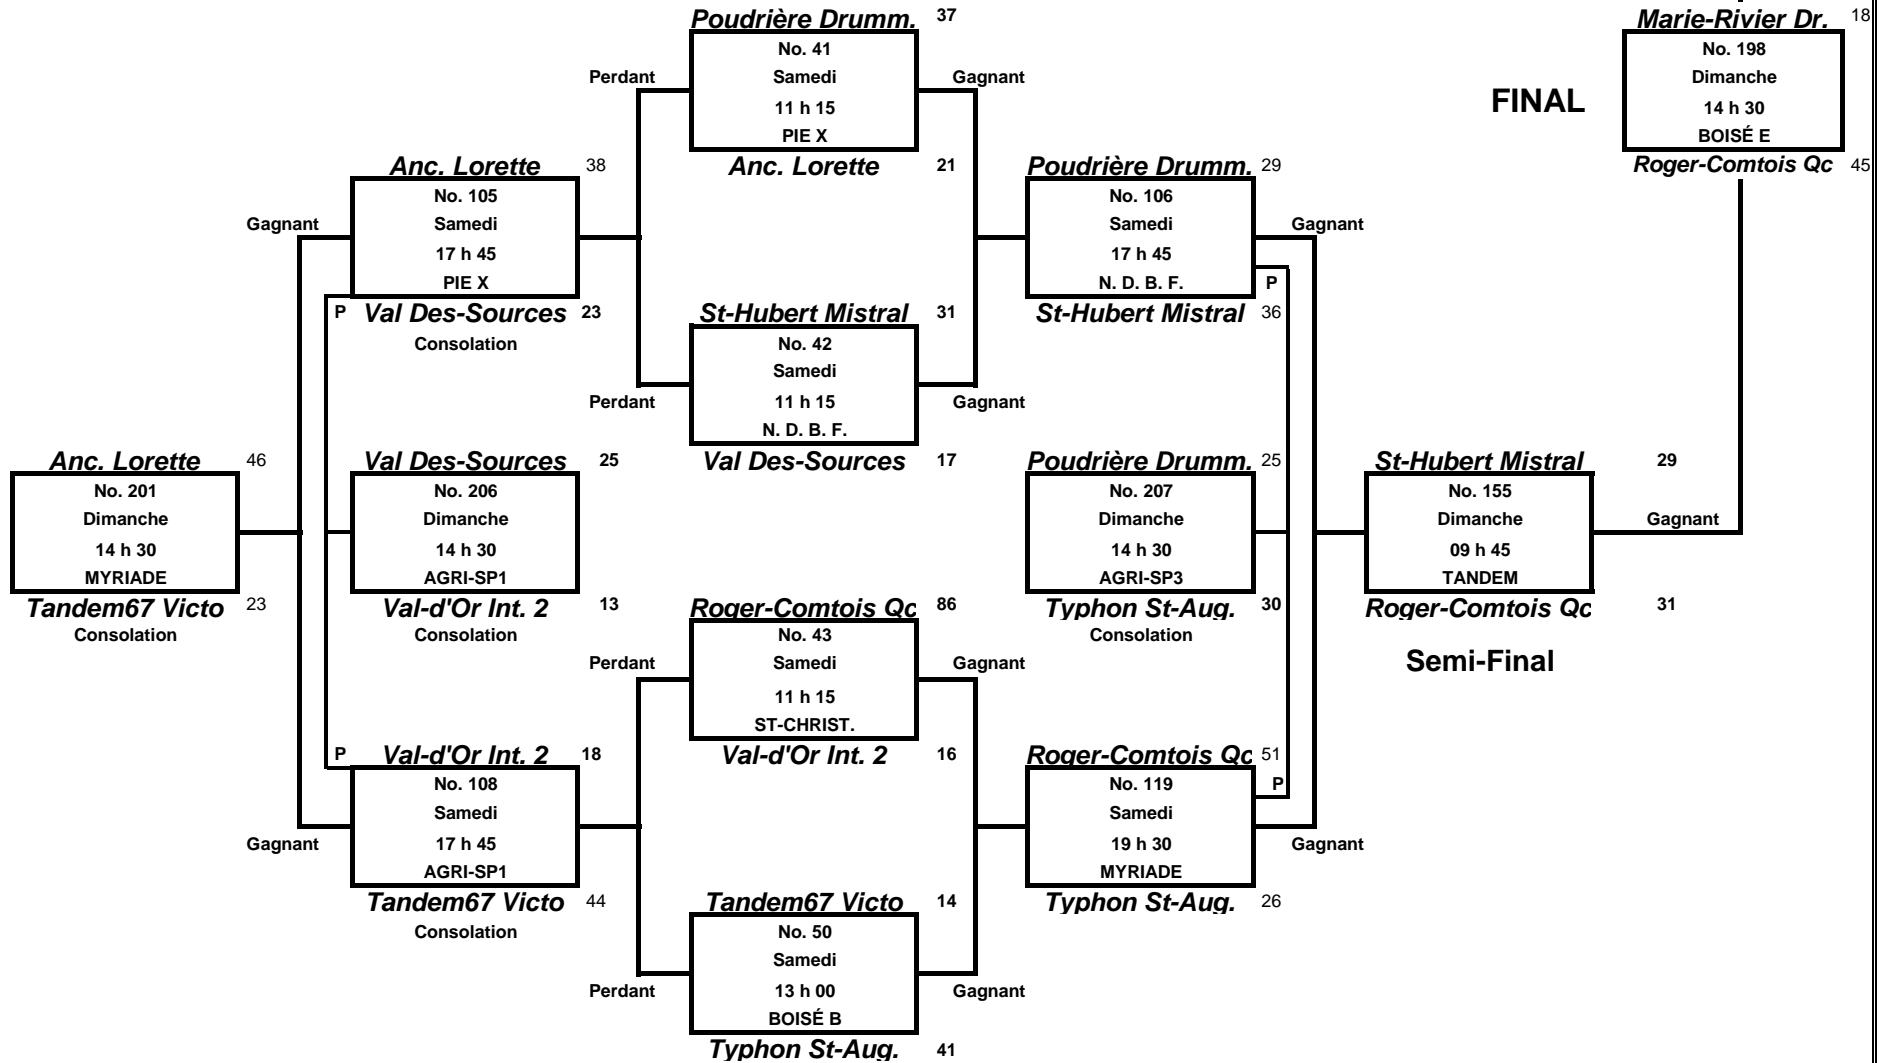 Poudrière Drumm. 37
No. 41
Samedi
11 h 15
PIE X
Anc. Lorette 21
Perdant
Gagnant
Marie-Rivier Dr. 18
No. 198
Dimanche
14 h 30
BOISÉ E
Roger-Comtois Qc 45
FINAL
Anc. Lorette 38
No. 105
Samedi
17 h 45
PIE X
P Val Des-Sources 23
Consolation
Gagnant
Poudrière Drumm. 29
No. 106
Samedi
17 h 45
N. D. B. F.
P
St-Hubert Mistral 36
Gagnant
St-Hubert Mistral 31
No. 42
Samedi
11 h 15
N. D. B. F.
Val Des-Sources 17
Perdant
Gagnant
Anc. Lorette 46
No. 201
Dimanche
14 h 30
MYRIADE
Tandem67 Victo 23
Consolation
Val Des-Sources 25
No. 206
Dimanche
14 h 30
AGRI-SP1
Val-d'Or Int. 2 13
Consolation
Poudrière Drumm. 25
No. 207
Dimanche
14 h 30
AGRI-SP3
Typhon St-Aug. 30
Consolation
St-Hubert Mistral 29
No. 155
Dimanche
09 h 45
TANDEM
Roger-Comtois Qc 31
Gagnant
Semi-Final
Roger-Comtois Qc 86
No. 43
Samedi
11 h 15
ST-CHRIST.
Val-d'Or Int. 2 16
Perdant
Gagnant
P Val-d'Or Int. 2 18
No. 108
Samedi
17 h 45
AGRI-SP1
Tandem67 Victo 44
Consolation
Gagnant
Roger-Comtois Qc 51
No. 119
P
Samedi
19 h 30
MYRIADE
Typhon St-Aug. 26
Gagnant
Tandem67 Victo 14
No. 50
Samedi
13 h 00
BOISÉ B
Typhon St-Aug. 41
Perdant
Gagnant